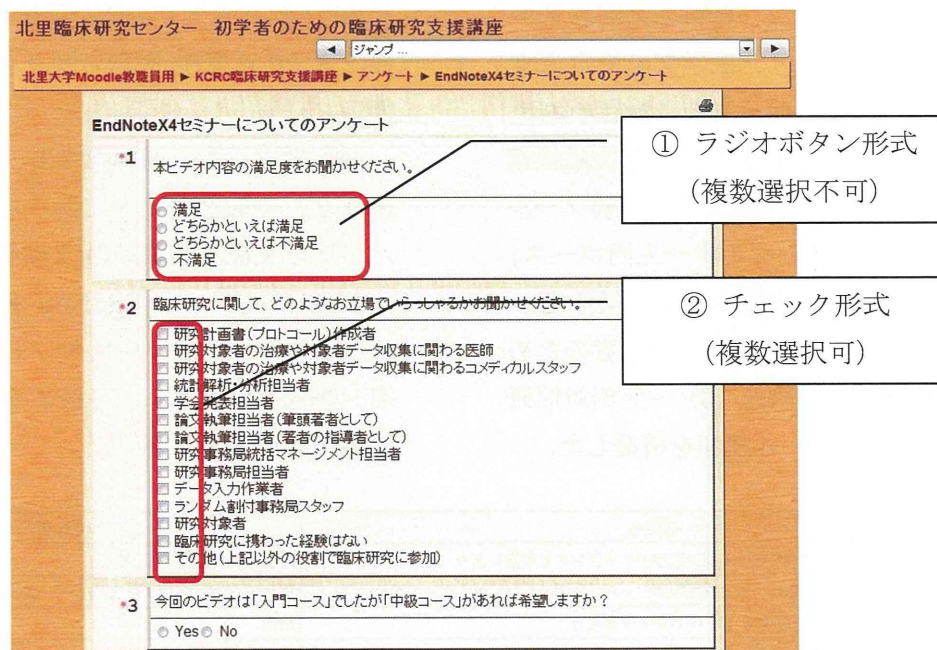 北里臨床研究センター 初学者のための臨床研究支援講座
ジャンプ...
北里大学Moodle教職員用 ► KCRC臨床研究支援講座 ► アンケート ► EndNoteX4セミナーについてのアンケート
EndNoteX4セミナーについてのアンケート
① ラジオボタン形式
(複数選択不可)
*1 本ビデオ内容の満足度をお聞かせください。
満足
どちらかといえば満足
どちらかといえば不満足
不満足
② チェック形式
(複数選択可)
*2 臨床研究に関して、どのようなお立場でいらっしゃるかお聞かせください。
研究計画書(プロトコール)作成者
研究対象者の治療や対象者データ収集に関わる医師
研究対象者の治療や対象者データ収集に関わるコメディカルスタッフ
統計解析・分析担当者
学会発表担当者
論文執筆担当者(筆頭著者として)
論文執筆担当者(著者の指導者として)
研究事務局統括マネージメント担当者
研究事務局担当者
データ入力作業者
ランダム割付事務局スタッフ
研究対象者
臨床研究に携わった経験はない
その他(上記以外の役割で臨床研究に参加)
*3 今回のビデオは「入門コース」でしたが「中級コース」があれば希望しますか?
Yes No